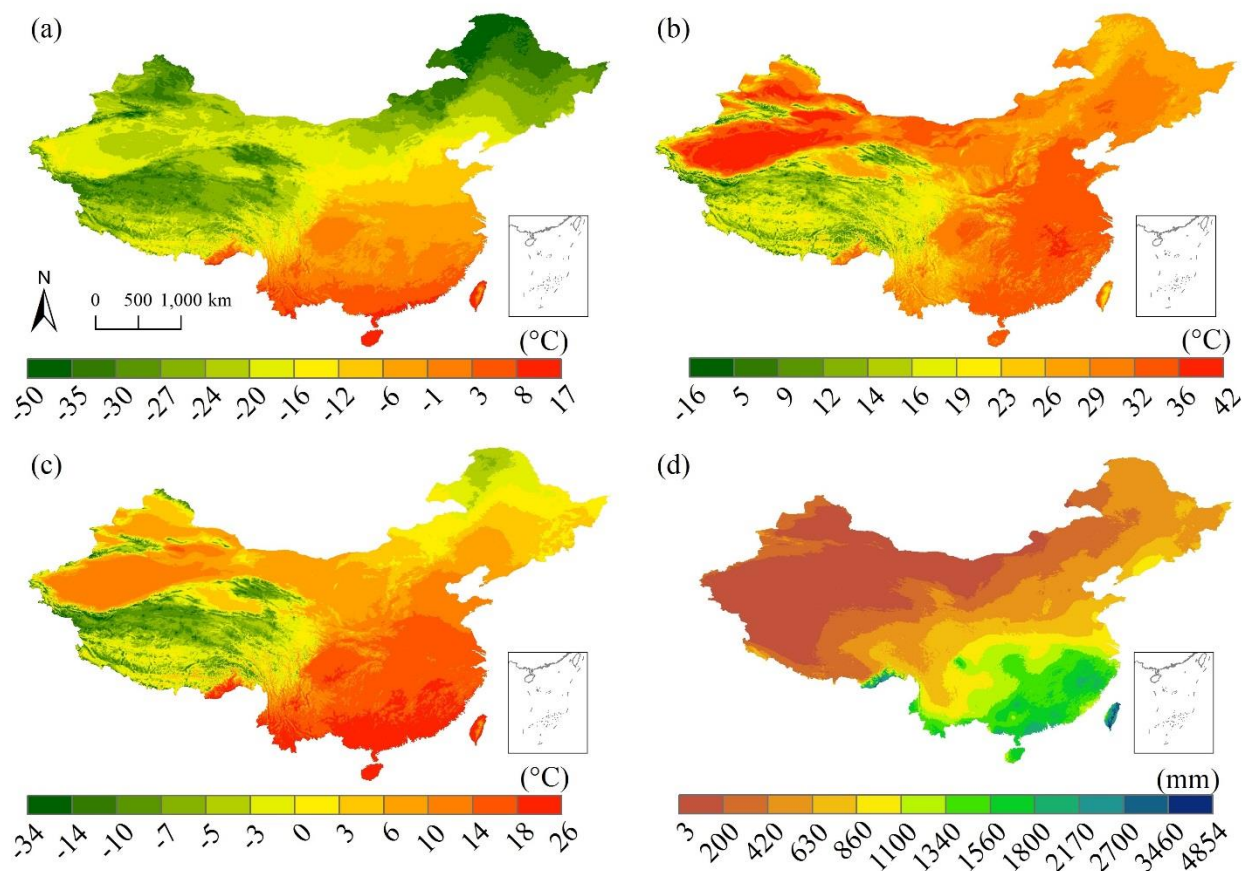 (a)
N
0 500 1,000 km
(°C)
-50 -35 -30 -27 -24 -20 -16 -12 -6 -1 3 8 17
(b)
(°C)
-16 5 9 12 14 16 19 23 26 29 32 36 42
(c)
(°C)
-34 -14 -10 -7 -5 -3 0 3 6 10 14 18 26
(d)
(mm)
3 200 420 630 860 1100 1340 1560 1800 2170 2700 3460 4854